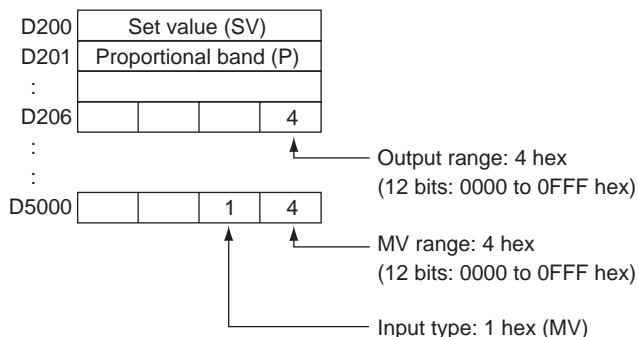 D200 Set value (SV)
D201 Proportional band (P)
:
D206 4
:
Output range: 4 hex
:
(12 bits: 0000 to 0FFF hex)
D5000 1 4
MV range: 4 hex
(12 bits: 0000 to 0FFF hex)
Input type: 1 hex (MV)